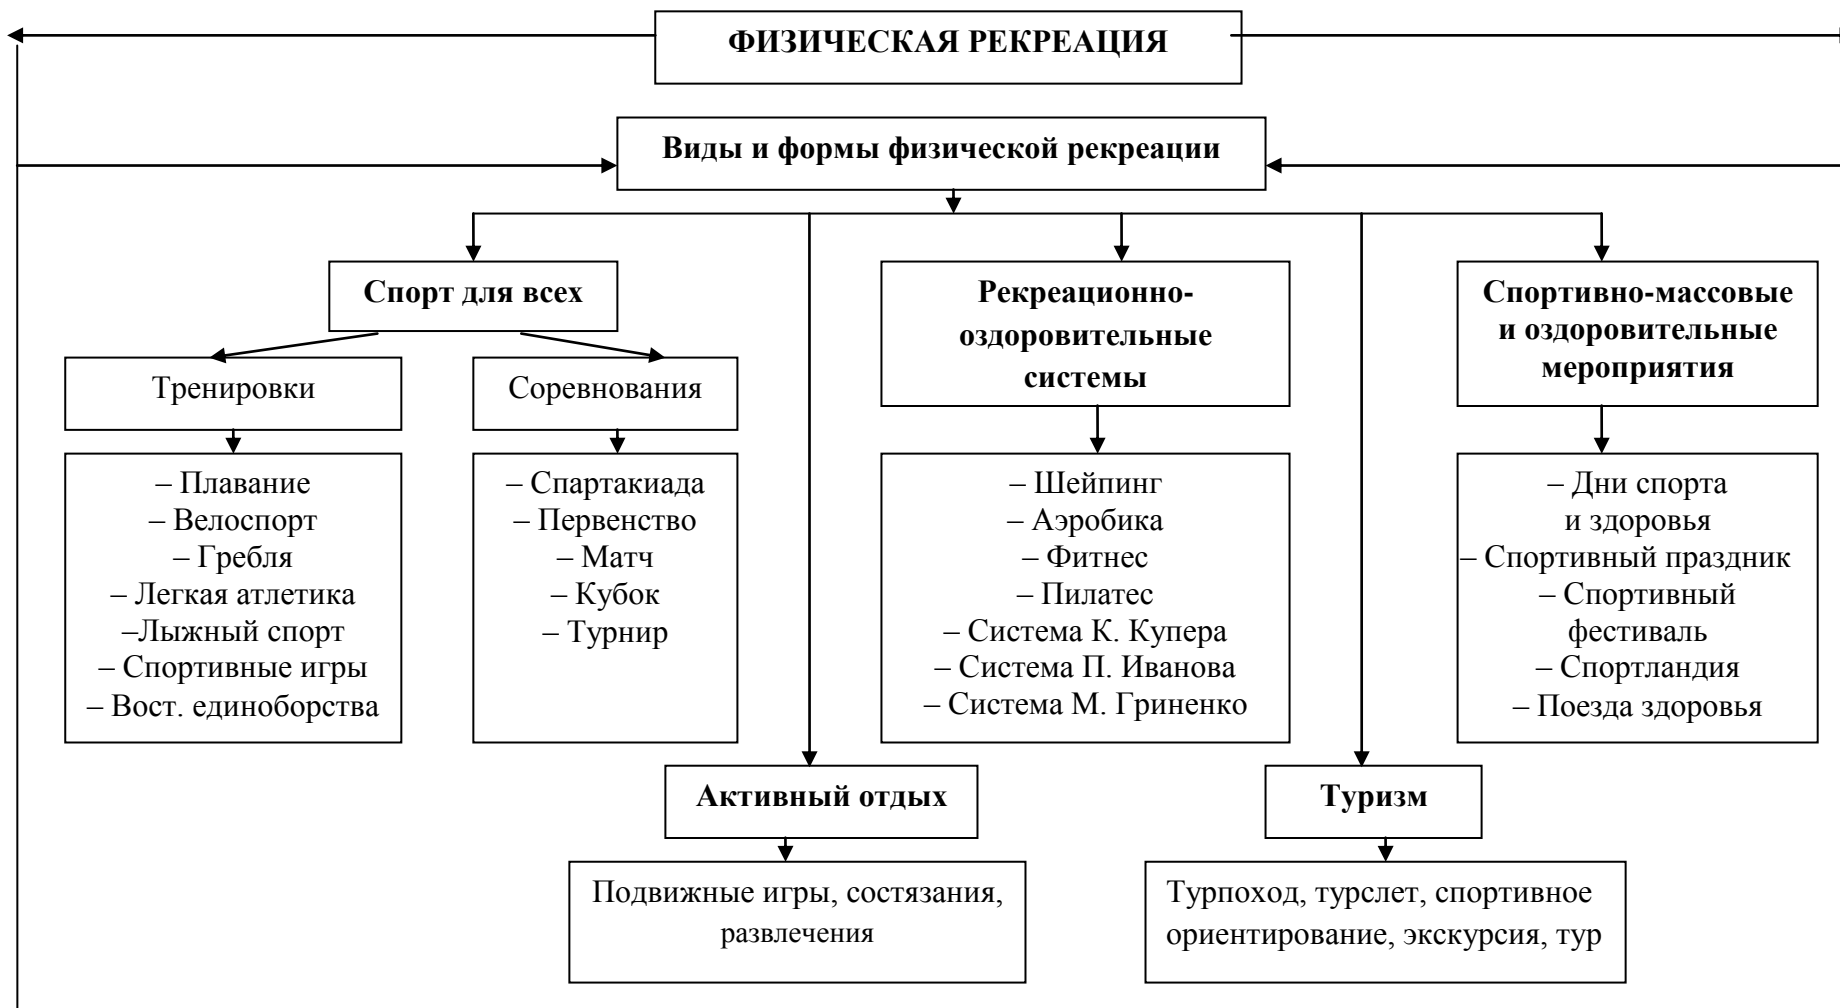 ФИЗИЧЕСКАЯ РЕКРЕАЦИЯ
Виды и формы физической рекреации
Спорт для всех
Тренировки
– Плавание
– Велоспорт
– Гребля
– Легкая атлетика
–Лыжный спорт
– Спортивные игры
– Вост. единоборства
Соревнования
– Спартакиада
– Первенство
– Матч
– Кубок
– Турнир
Рекреационно-
оздоровительные
системы
– Шейпинг
– Аэробика
– Фитнес
– Пилатес
– Система К. Купера
– Система П. Иванова
– Система М. Гриненко
Спортивно-массовые
и оздоровительные
мероприятия
– Дни спорта
и здоровья
– Спортивный праздник
– Спортивный
фестиваль
– Спортландия
– Поезда здоровья
Активный отдых
Подвижные игры, состязания,
развлечения
Туризм
Турпоход, турслет, спортивное
ориентирование, экскурсия, тур